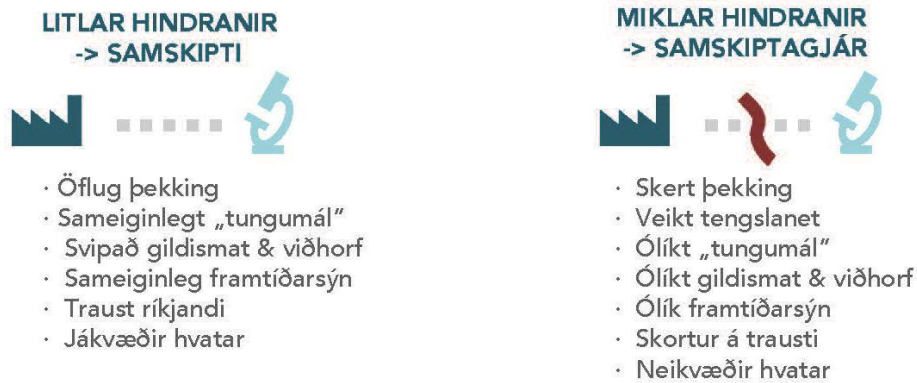 LITLAR HINDRANIR
-> SAMSKIPTI
· Öflug þekking
· Sameiginlegt „tungumál”
· Svipað gildismat & viðhorf
· Sameiginleg framtíðarsýn
· Traust ríkjandi
· Jákvæðir hvatar
MIKLAR HINDRANIR
-> SAMSKIPTAGJÁR
· Skert þekking
· Veikt tengslanet
· Ólíkt „tungumál”
· Ólíkt gildismat & viðhorf
· Ólík framtíðarsýn
· Skortur á trausti
· Neikvæðir hvatar